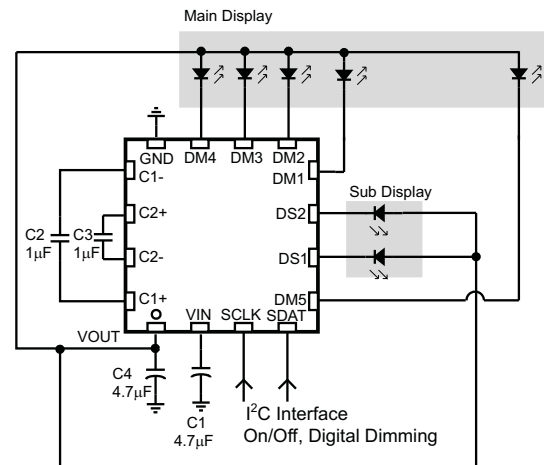 Main Display
GND
DM4
DM3
DM2
C1-
DM1
Sub Display
C2+
DS2
C2
1μF
C3
1μF
C2-
DS1
C1+
DM5
VIN
SCLK
SDAT
VOUT
C4
4.7μF
C1
4.7μF
I²C Interface
On/Off, Digital Dimming